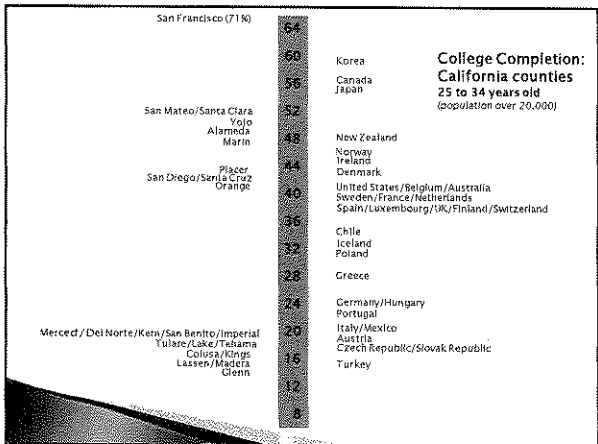 San Francisco (71%)
64
60
56
52
48
44
40
36
32
28
24
20
16
12
8
San Mateo/Santa Clara
Yolo
Alameda
Marin
Placer
San Diego/Santa Cruz
Orange
Merced/Del Norte/Kern/San Benito/Imperial
Tulare/Lake/Tehama
Colusa/Kings
Lassen/Madera
Glenn
Korea
Canada
Japan
New Zealand
Norway
Ireland
Denmark
United States/Belgium/Australia
Sweden/France/Netherlands
Spain/Luxembourg/UK/Finland/Switzerland
Chile
Iceland
Poland
Greece
Germany/Hungary
Portugal
Italy/Mexico
Austria
Czech Republic/Slovak Republic
Turkey
College Completion:
California counties
25 to 34 years old
(population over 20,000)